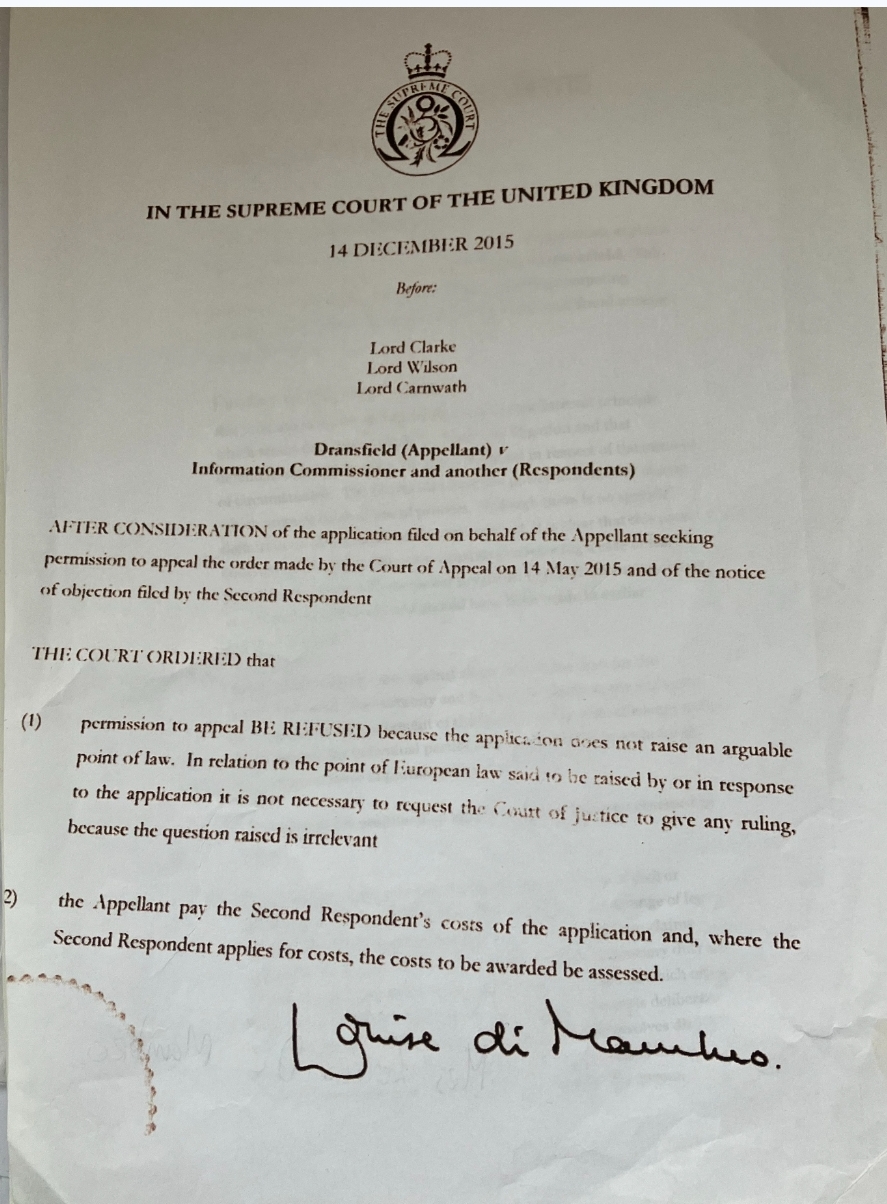 THE SUPREME COURT
IN THE SUPREME COURT OF THE UNITED KINGDOM
14 DECEMBER 2015
Before:
Lord Clarke
Lord Wilson
Lord Carnwath
Dransfield (Appellant) v
Information Commissioner and another (Respondents)
AFTER CONSIDERATION of the application filed on behalf of the Appellant seeking
permission to appeal the order made by the Court of Appeal on 14 May 2015 and of the notice
of objection filed by the Second Respondent
THE COURT ORDERED that
(1) permission to appeal BE REFUSED because the application does not raise an arguable
point of law. In relation to the point of European law said to be raised by or in response
to the application it is not necessary to request the Court of Justice to give any ruling,
because the question raised is irrelevant
2) the Appellant pay the Second Respondent's costs of the application and, where the
Second Respondent applies for costs, the costs to be awarded be assessed.
Louise di Mambro.